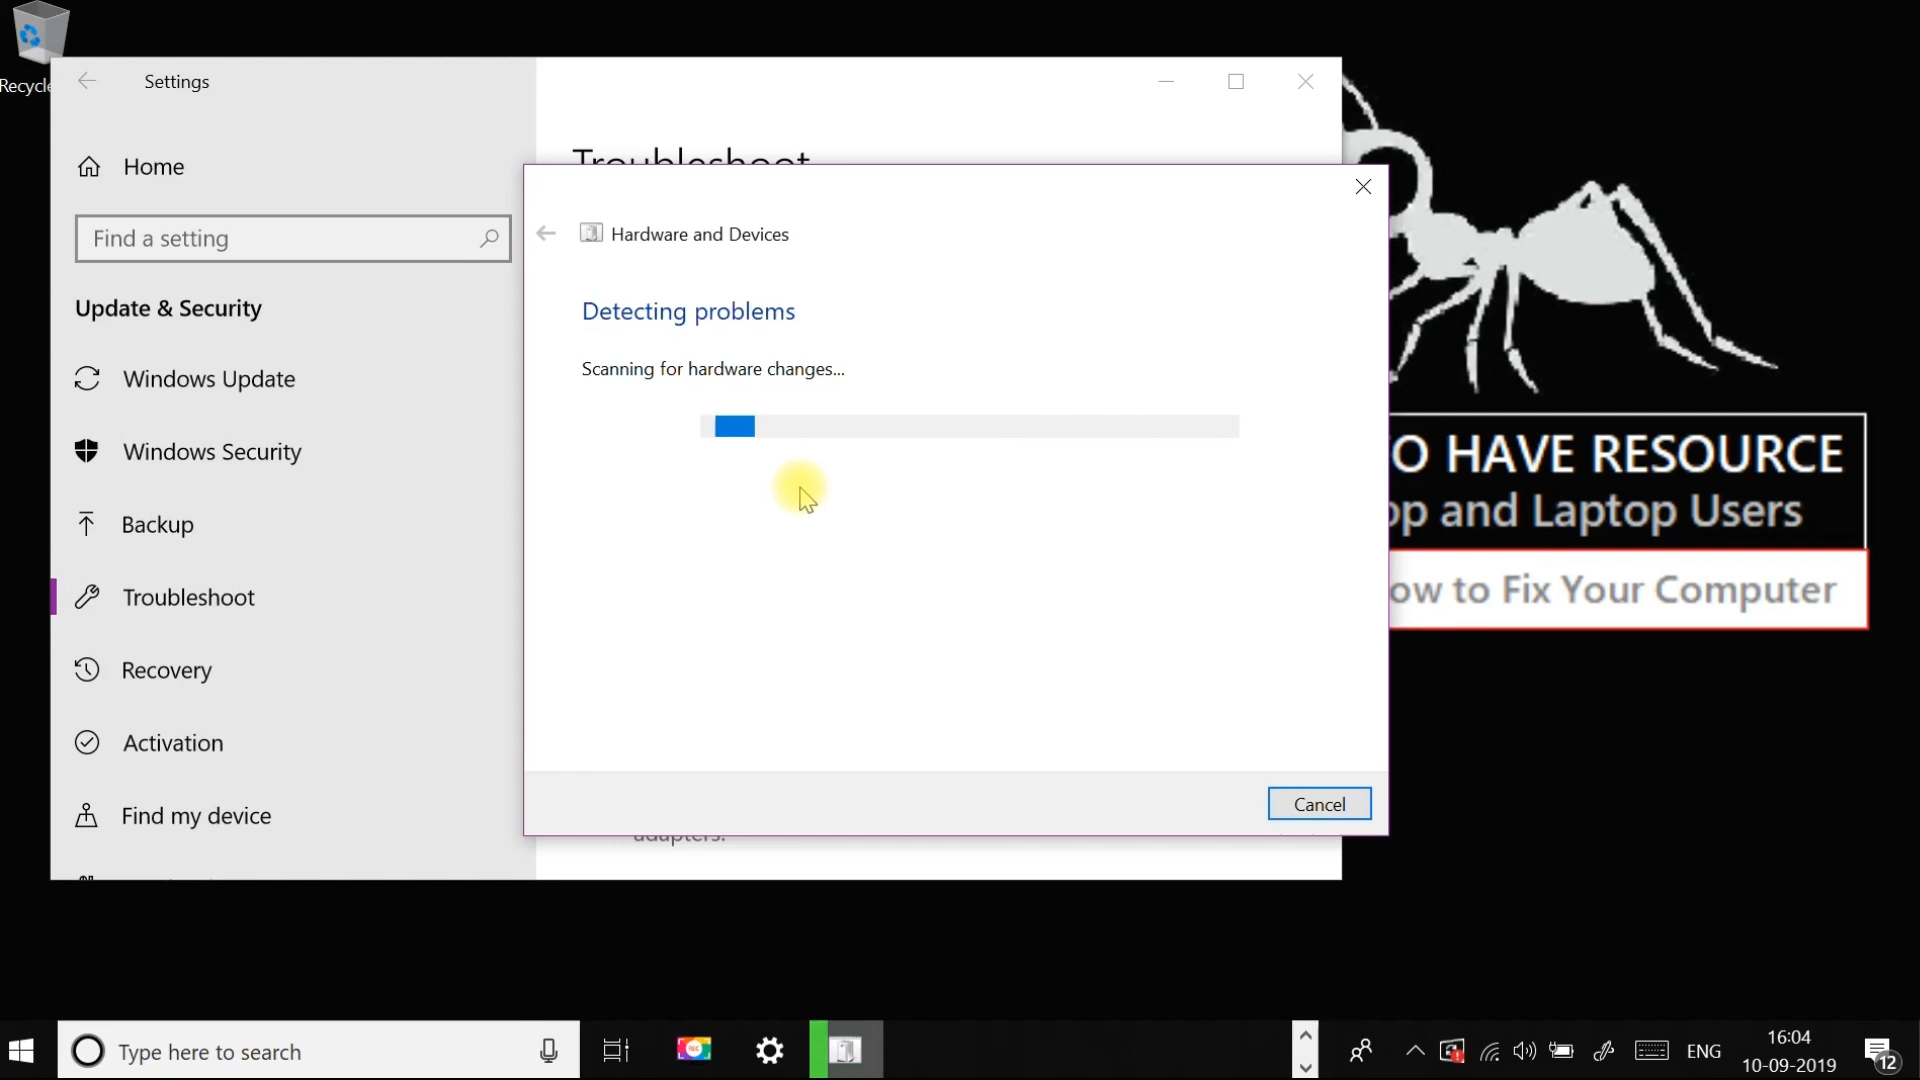 Recycle
Settings
Home
Find a setting
Update & Security
Windows Update
Windows Security
Backup
Troubleshoot
Recovery
Activation
Find my device
Troubleshoot
Hardware and Devices
Detecting problems
Scanning for hardware changes...
Cancel
adapters.
O HAVE RESOURCE
op and Laptop Users
ow to Fix Your Computer
Type here to search
REC
ENG
16:04
10-09-2019
12